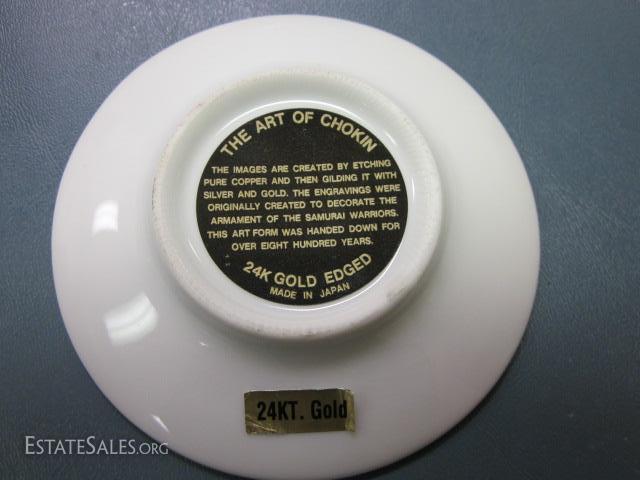 THE ART OF CHOKIN
THE IMAGES ARE CREATED BY ETCHING
PURE COPPER AND THEN GILDING IT WITH
SILVER AND GOLD. THE ENGRAVINGS WERE
ORIGINALLY CREATED TO DECORATE THE
ARMAMENT OF THE SAMURAI WARRIORS.
THIS ART FORM WAS HANDED DOWN FOR
OVER EIGHT HUNDRED YEARS.
24K GOLD EDGED
MADE IN JAPAN
24KT. Gold
ESTATESALES.ORG